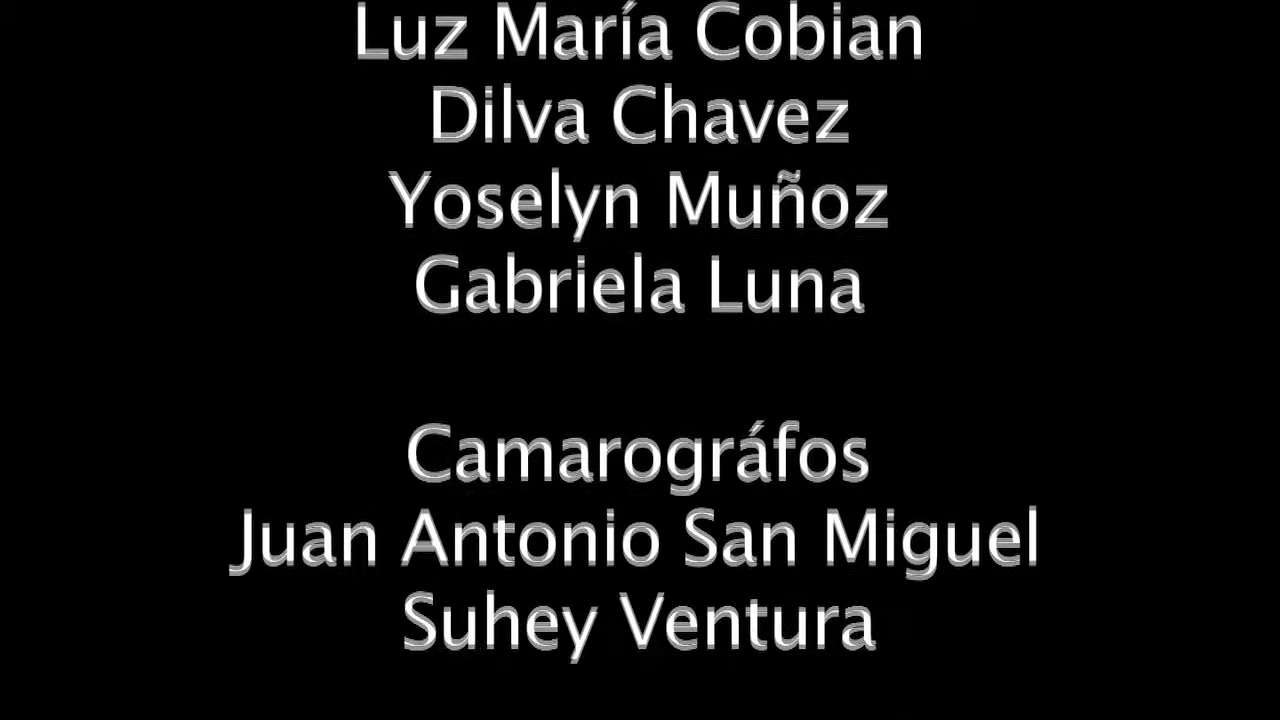 Luz María Cobian
Dilva Chavez
Yoselyn Muñoz
Gabriela Luna
Camarográfos
Juan Antonio San Miguel
Suhey Ventura